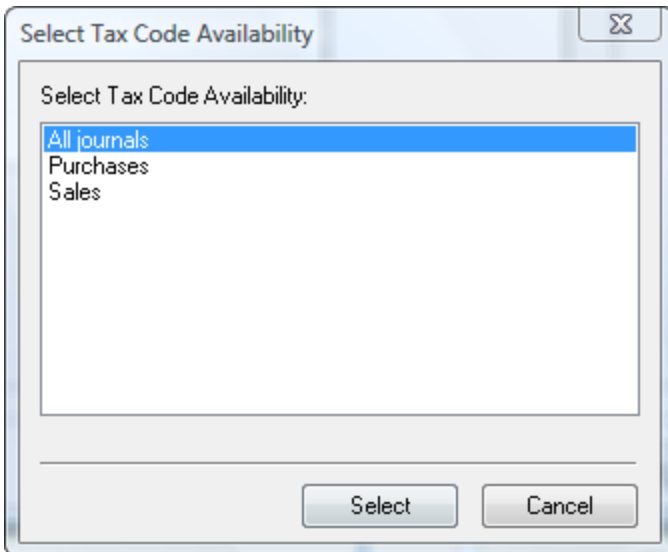 Select Tax Code Availability
Select Tax Code Availability:
All journals
Purchases
Sales
Select
Cancel